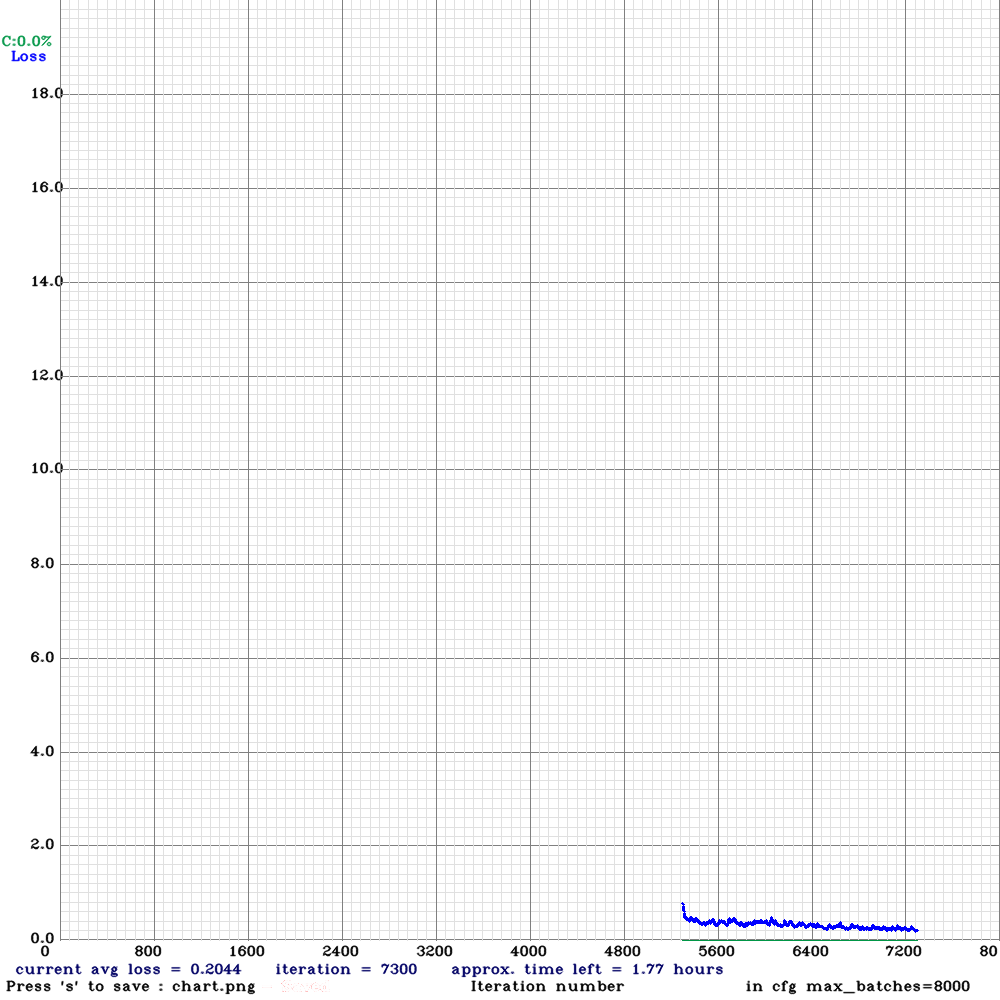 C:0.0%
Loss
18.0
16.0
14.0
12.0
10.0
8.0
6.0
4.0
2.0
0.0
0 800 1600 2400 3200 4000 4800 5600 6400 7200 80
current avg loss = 0.2044 iteration = 7300 approx. time left = 1.77 hours
Press 's' to save : chart.png Iteration number in cfg max_batches=8000